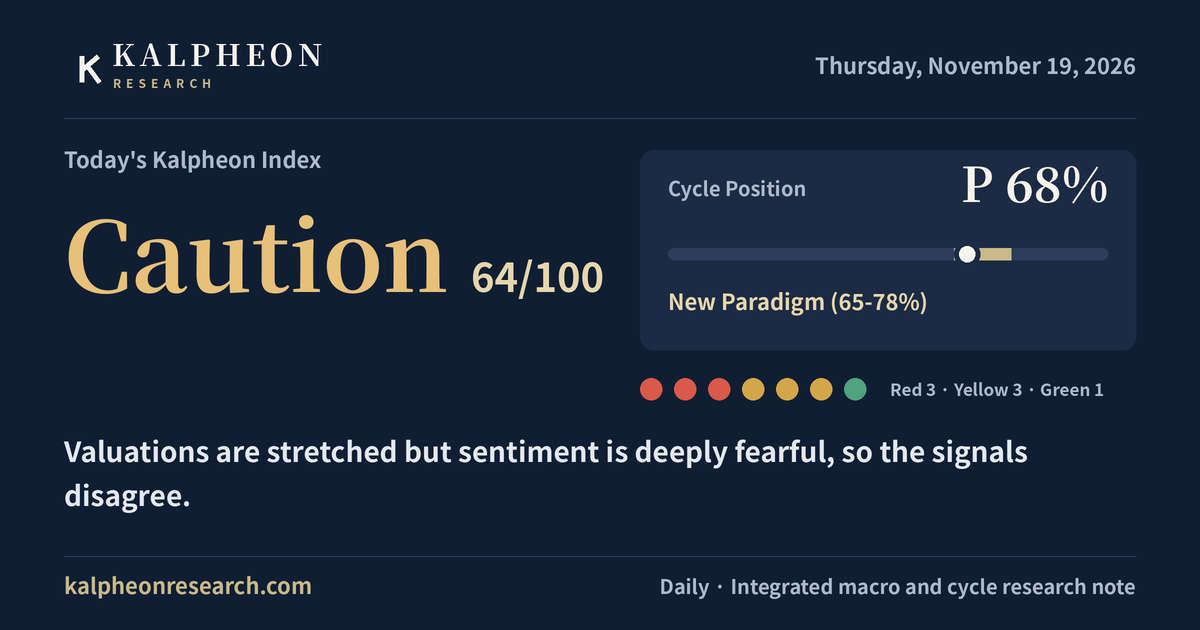 K KALPHEON
RESEARCH
Thursday, November 19, 2026
Today's Kalpheon Index
Caution 64/100
Cycle Position
P 68%
New Paradigm (65-78%)
Red 3 · Yellow 3 · Green 1
Valuations are stretched but sentiment is deeply fearful, so the signals
disagree.
kalpheonresearch.com
Daily · Integrated macro and cycle research note